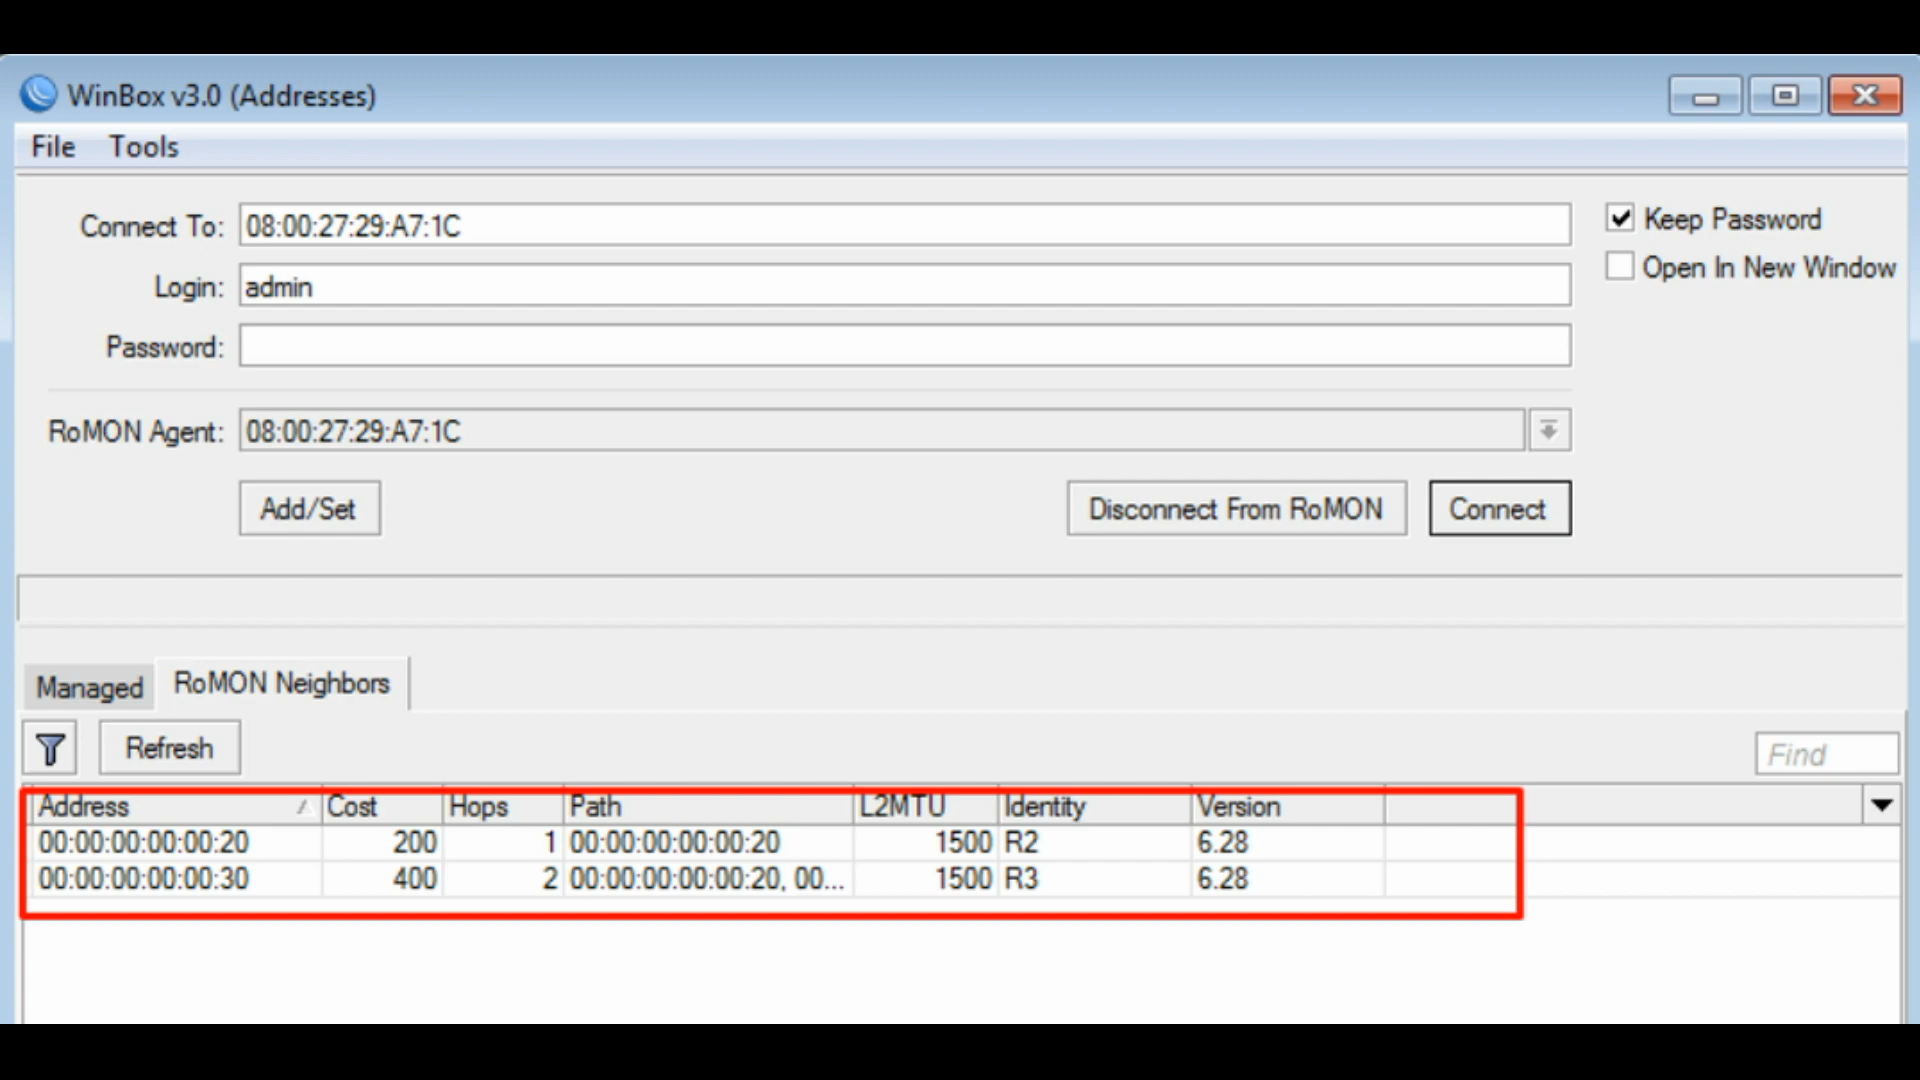 WinBox v3.0 (Addresses)
File Tools
Connect To: 08:00:27:29:A7:1C
Keep Password
Open In New Window
Login: admin
Password:
RoMON Agent: 08:00:27:29:A7:1C
Add/Set Disconnect From RoMON Connect
Managed RoMON Neighbors
Refresh Find
Address Cost Hops Path L2MTU Identity Version
00:00:00:00:00:20 200 1 00:00:00:00:00:20 1500 R2 6.28
00:00:00:00:00:30 400 2 00:00:00:00:00:20, 00... 1500 R3 6.28